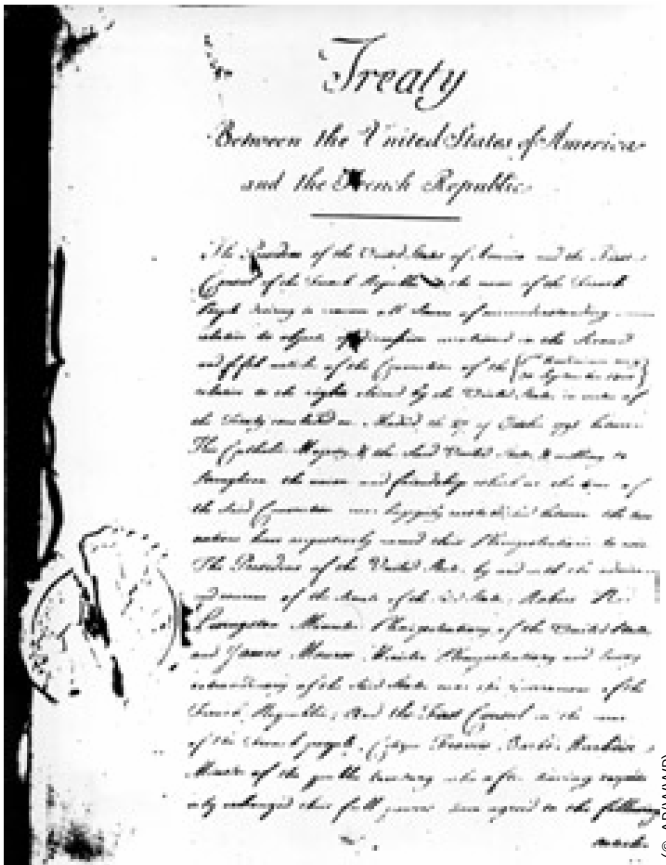 Treaty
Between the United States of America
and the French Republic
The President of the United States of America and the First
Consul of the French Republic in the name of the French
People desiring to remove all Source of misunderstanding
relative to objects of discussion mentioned in the Second
and fifth articles of the Convention of the
relative to the rights claimed by the United States in virtue of
the Treaty concluded at Madrid the 27 of October 1795 between
His Catholic Majesty, & the Said United States, & willing to
Strengthen the union and friendship which at the time of
the Said Convention was happily between the two
nations have respectively named their Plenipotentiaries to wit
The President of the United States, by and with the advice
and consent of the Senate of the Said States; Robert R.
Livingston Minister Plenipotentiary of the United States
and James Monroe Minister Plenipotentiary and Envoy
extraordinary of the Said States near the Government of the
French Republic; And the First Consul in the name
of the French people, Citizen Francis Barbé Marbois
Minister of the public treasury who after having
exchanged their full powers have agreed to the following